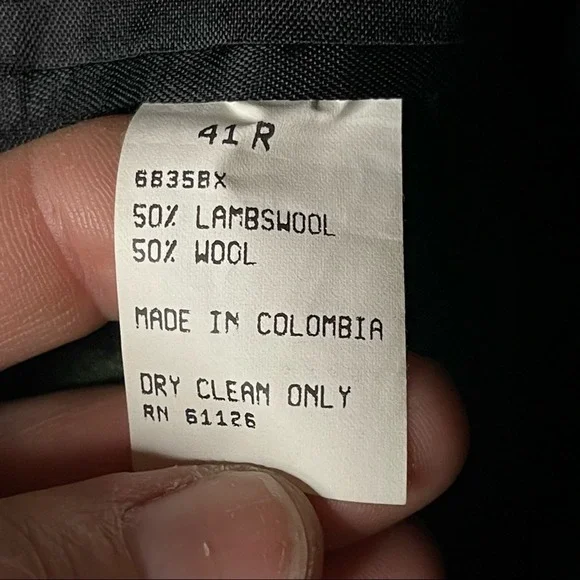 41 R
6835BX
50% LAMBSWOOL
50% WOOL
MADE IN COLOMBIA
DRY CLEAN ONLY
RN 61126